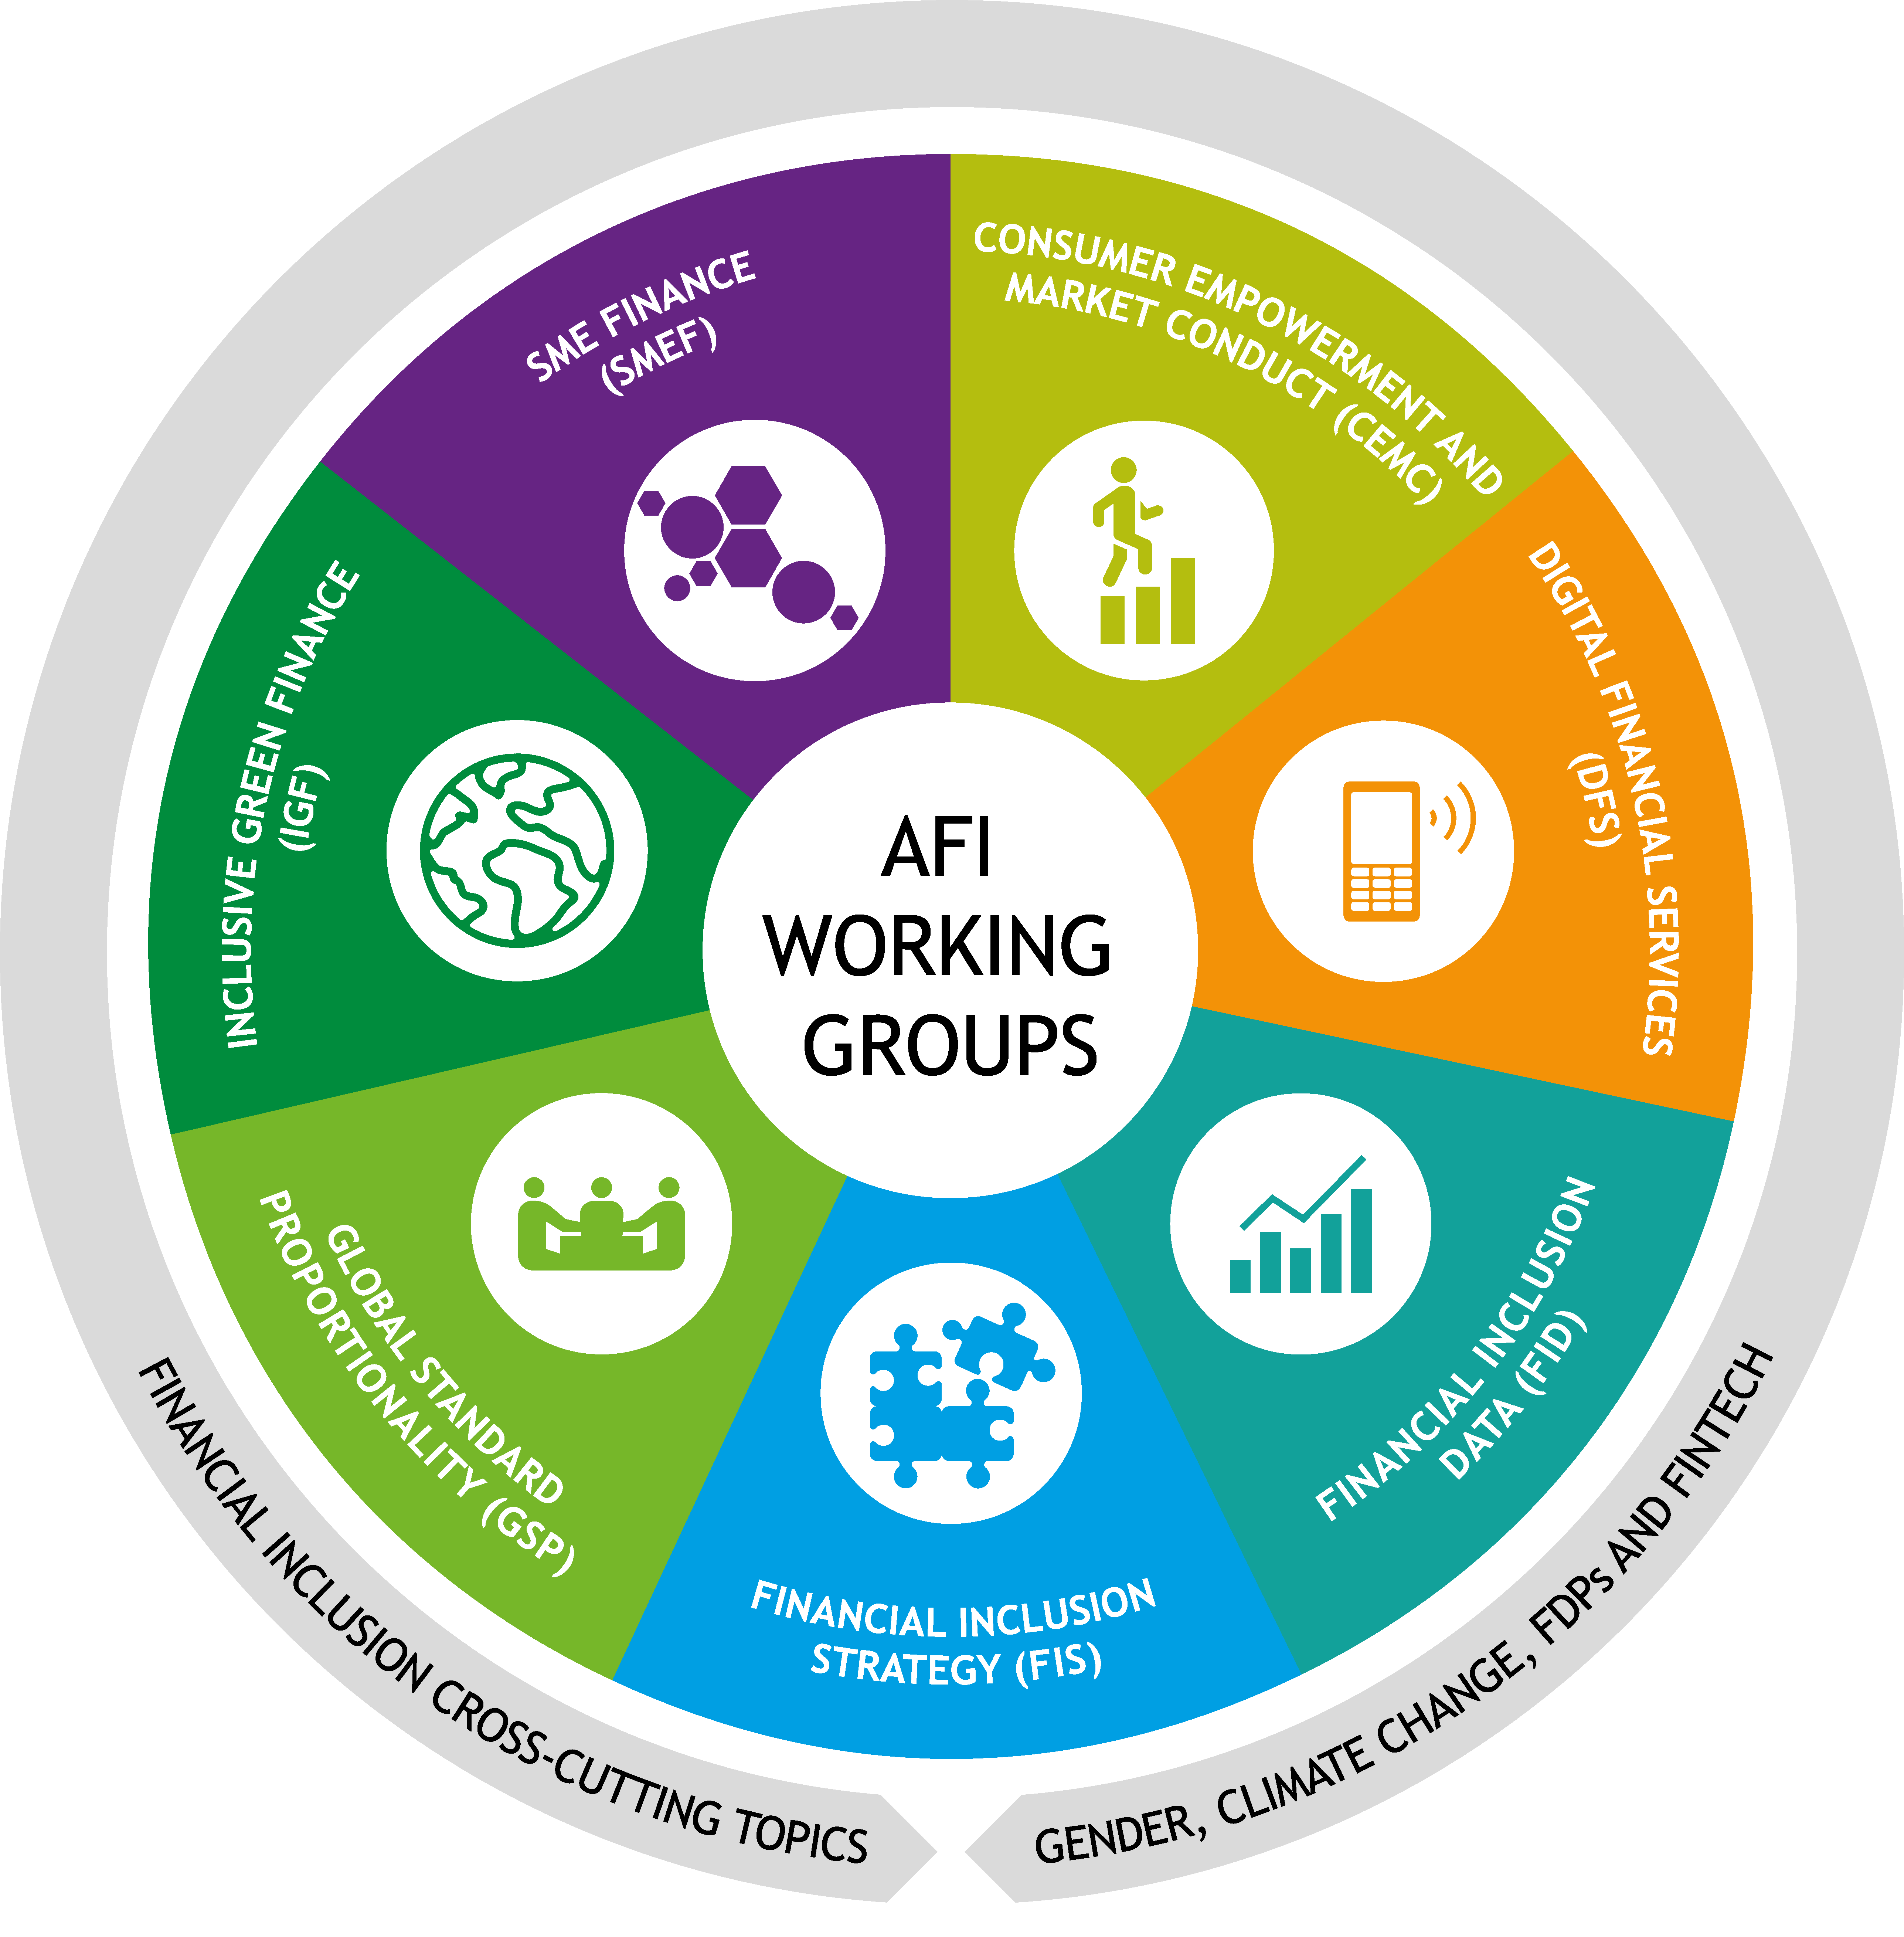 AFI
WORKING
GROUPS
CONSUMER EMPOWERMENT AND
MARKET CONDUCT (CEMC)
DIGITAL FINANCIAL SERVICES
(DFS)
FINANCIAL INCLUSION
DATA (FID)
FINANCIAL INCLUSION
STRATEGY (FIS)
GLOBAL STANDARD
PROPORTIONALITY (GSP)
INCLUSIVE GREEN FINANCE
(IGF)
SME FINANCE
(SMEF)
FINANCIAL INCLUSION CROSS-CUTTING TOPICS
GENDER, CLIMATE CHANGE, FDPs AND FINTECH